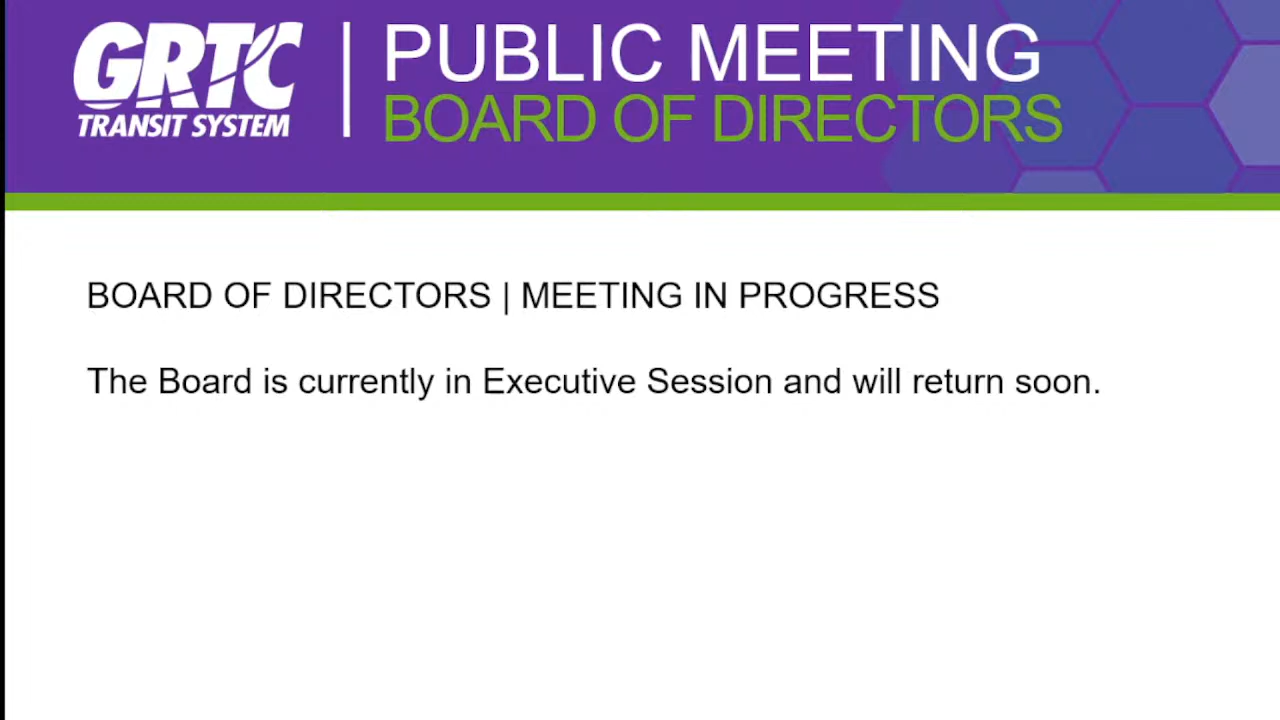 GRTC
TRANSIT SYSTEM
PUBLIC MEETING
BOARD OF DIRECTORS
BOARD OF DIRECTORS | MEETING IN PROGRESS
The Board is currently in Executive Session and will return soon.